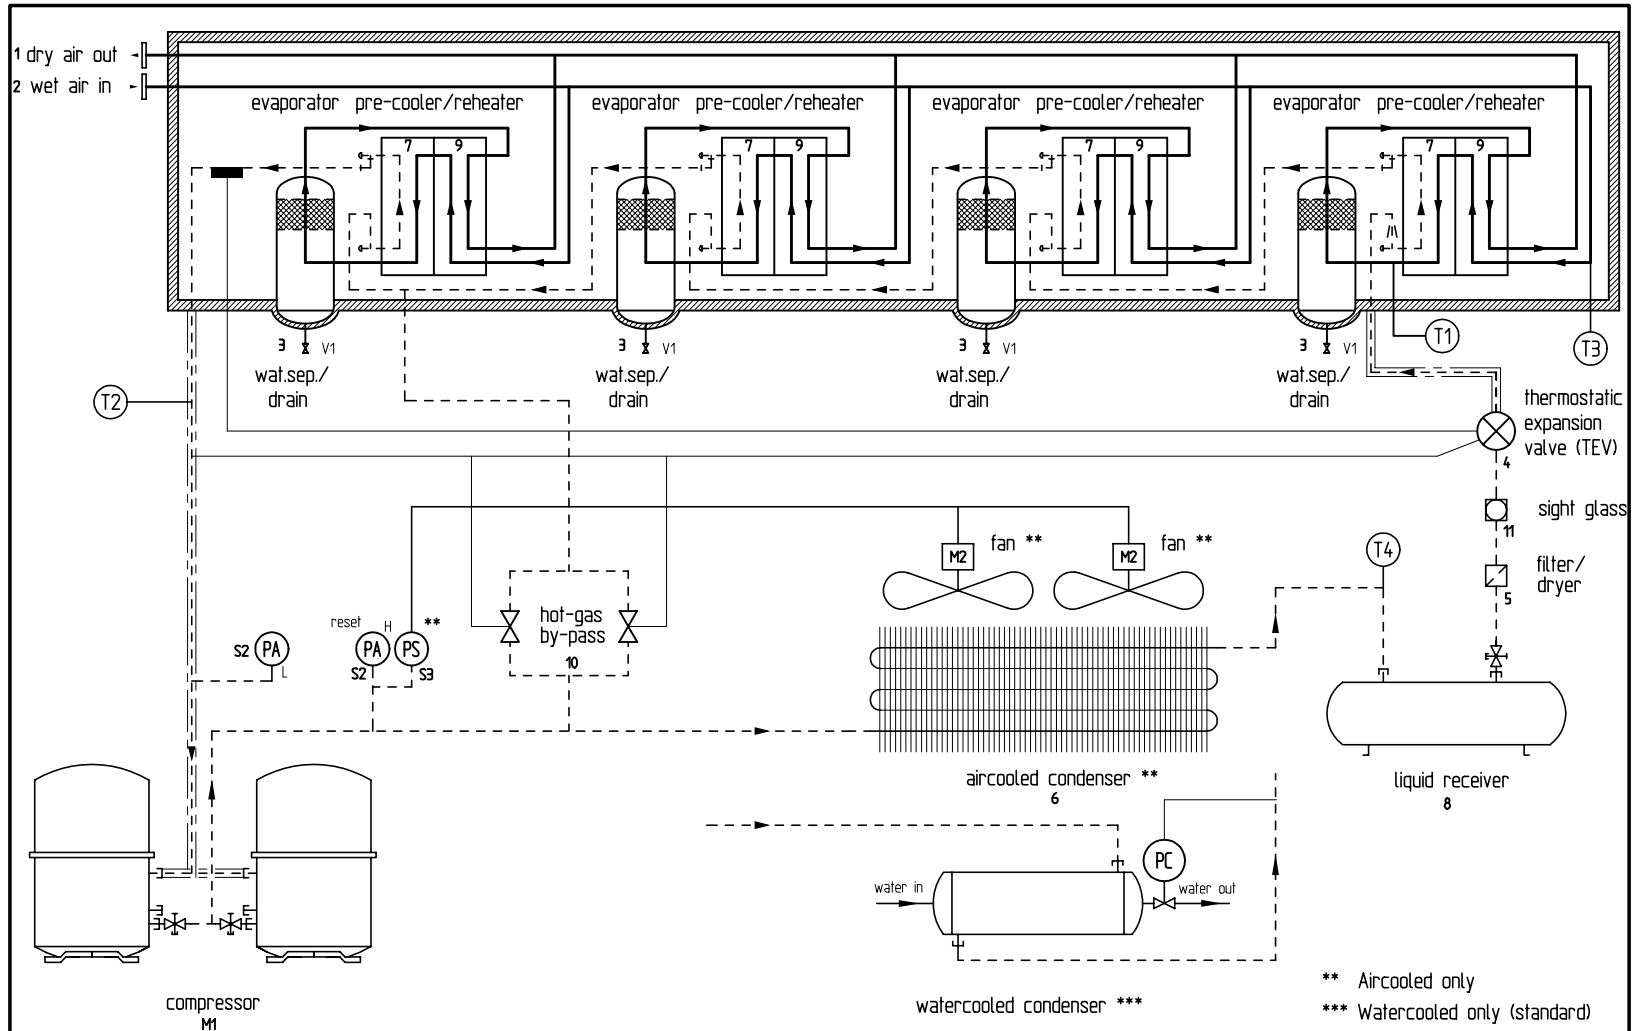 1 dry air out
2 wet air in
evaporator pre-cooler/reheater
evaporator pre-cooler/reheater
evaporator pre-cooler/reheater
evaporator pre-cooler/reheater
7 9
7 9
7 9
7 9
3 V1
wat.sep./
drain
3 V1
wat.sep./
drain
3 V1
wat.sep./
drain
3 V1
wat.sep./
drain
T1
T3
T2
thermostatic
expansion
valve (TEV)
4
sight glass
11
filter/
dryer
5
M2
fan **
M2
fan **
T4
hot-gas
by-pass
10
S2 PA
L
reset
PA
H
S2
PS
**
S3
aircooled condenser **
6
liquid receiver
8
PC
water in
water out
compressor
M1
watercooled condenser ***
** Aircooled only
*** Watercooled only (standard)